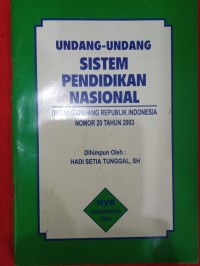 UNDANG-UNDANG
SISTEM
PENDIDIKAN
NASIONAL
UNDANG-UNDANG REPUBLIK INDONESIA
NOMOR 20 TAHUN 2003
Dihimpun Oleh :
HADI SETIA TUNGGAL, SH
HVR